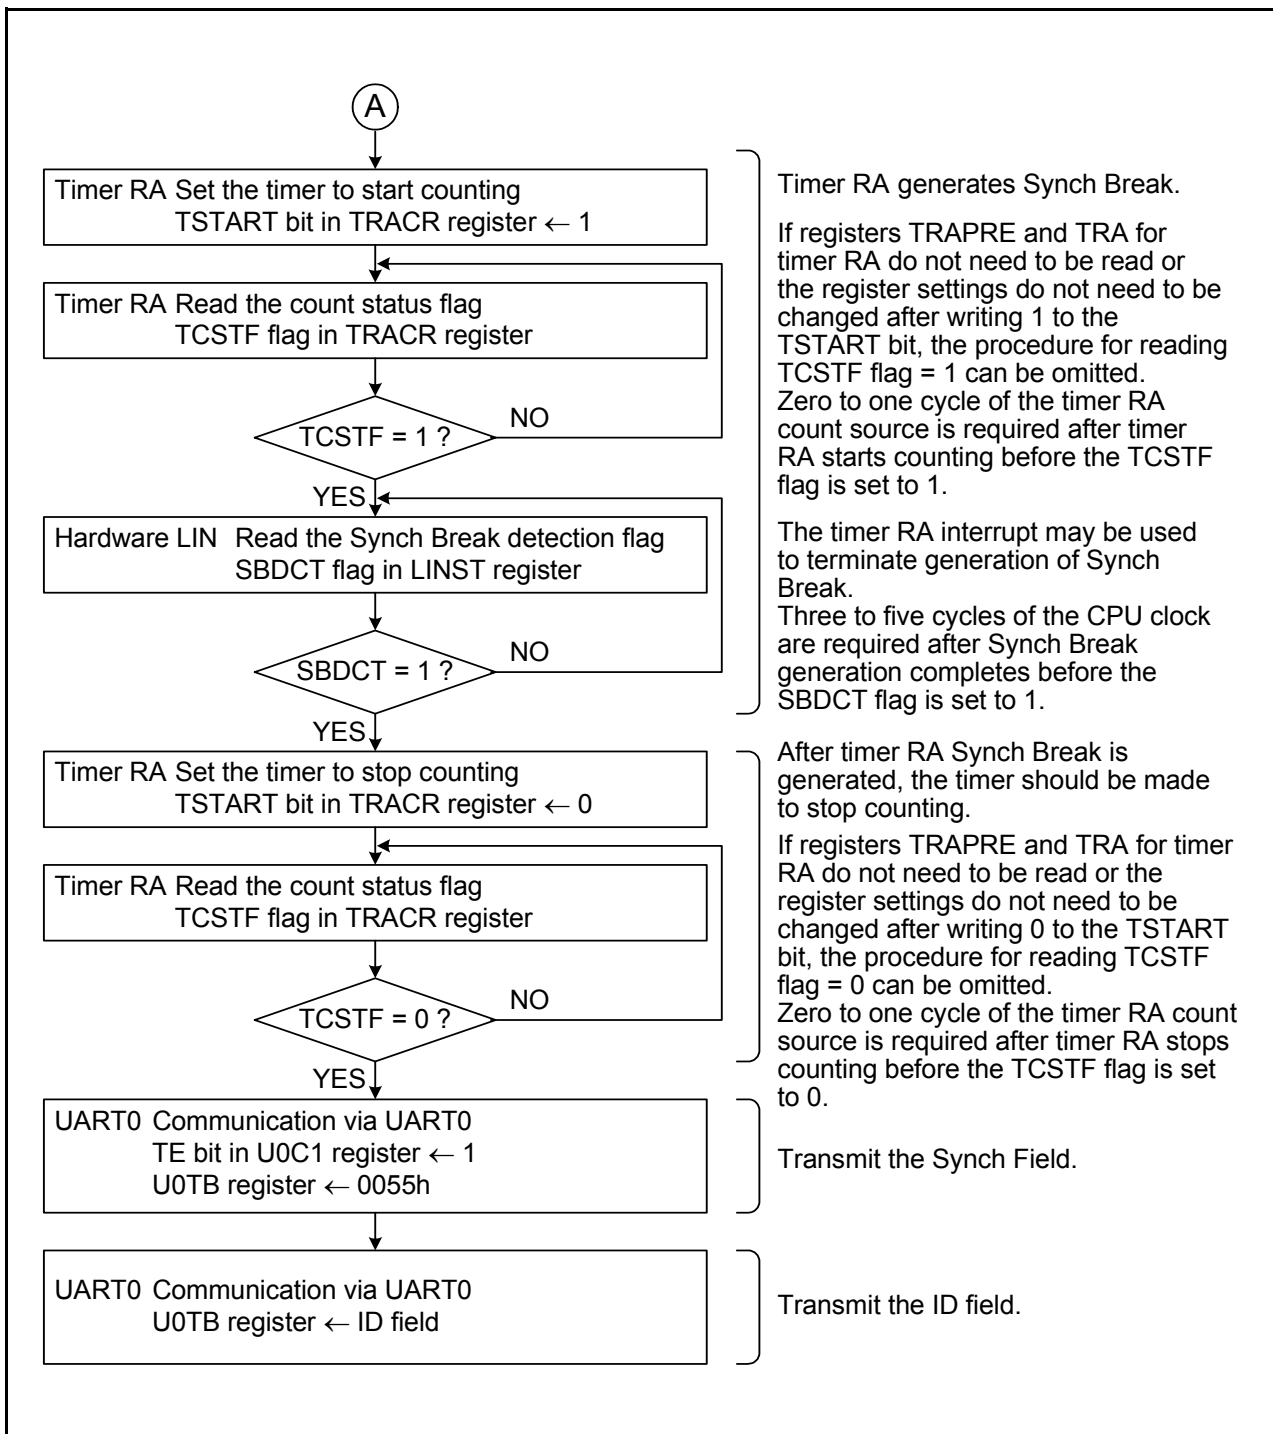 A
Timer RA Set the timer to start counting
TSTART bit in TRACR register ← 1
Timer RA Read the count status flag
TCSTF flag in TRACR register
TCSTF = 1 ?
NO
YES
Hardware LIN Read the Synch Break detection flag
SBDCT flag in LINST register
SBDCT = 1 ?
NO
YES
Timer RA generates Synch Break.
If registers TRAPRE and TRA for
timer RA do not need to be read or
the register settings do not need to be
changed after writing 1 to the
TSTART bit, the procedure for reading
TCSTF flag = 1 can be omitted.
Zero to one cycle of the timer RA
count source is required after timer
RA starts counting before the TCSTF
flag is set to 1.
The timer RA interrupt may be used
to terminate generation of Synch
Break.
Three to five cycles of the CPU clock
are required after Synch Break
generation completes before the
SBDCT flag is set to 1.
Timer RA Set the timer to stop counting
TSTART bit in TRACR register ← 0
Timer RA Read the count status flag
TCSTF flag in TRACR register
TCSTF = 0 ?
NO
YES
After timer RA Synch Break is
generated, the timer should be made
to stop counting.
If registers TRAPRE and TRA for timer
RA do not need to be read or the
register settings do not need to be
changed after writing 0 to the TSTART
bit, the procedure for reading TCSTF
flag = 0 can be omitted.
Zero to one cycle of the timer RA count
source is required after timer RA stops
counting before the TCSTF flag is set
to 0.
UART0 Communication via UART0
TE bit in U0C1 register ← 1
U0TB register ← 0055h
Transmit the Synch Field.
UART0 Communication via UART0
U0TB register ← ID field
Transmit the ID field.